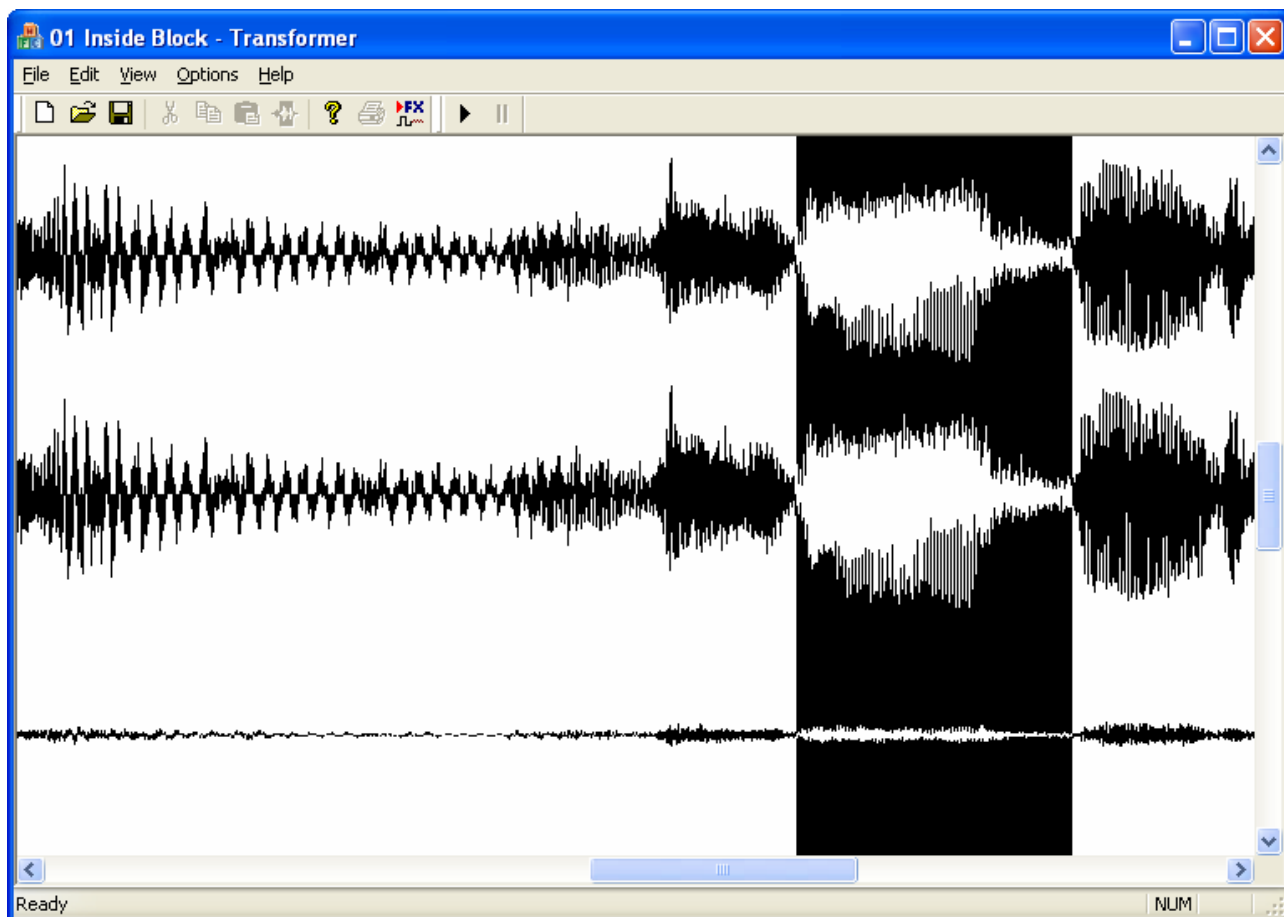 01 Inside Block - Transformer
File Edit View Options Help
FX
Ready NUM